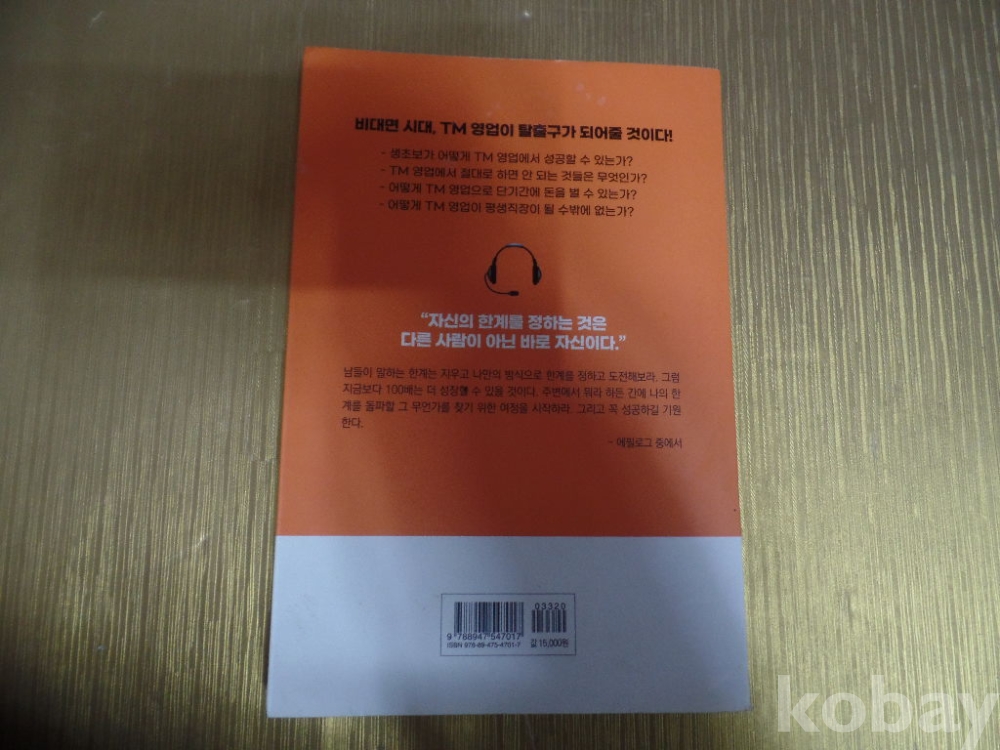 비대면 시대, TM 영업이 탈출구가 되어줄 것이다!
- 생초보가 어떻게 TM 영업에서 성공할 수 있는가?
- TM 영업에서 절대로 하면 안 되는 것들은 무엇인가?
- 어떻게 TM 영업으로 단기간에 돈을 벌 수 있는가?
- 어떻게 TM 영업이 평생직장이 될 수밖에 없는가?
“자신의 한계를 정하는 것은
다른 사람이 아닌 바로 자신이다.”
남들이 말하는 한계는 지우고 나만의 방식으로 한계를 정하고 도전해보라. 그럼
지금보다 100배는 더 성장할 수 있을 것이다. 주변에서 뭐라 하든 간에 나의 한
계를 돌파할 그 무언가를 찾기 위한 여정을 시작하라. 그리고 꼭 성공하길 기원
한다.
- 에필로그 중에서
03320
9 788947 547017
ISBN 978-89-475-4701-7
값 15,000원
kobay